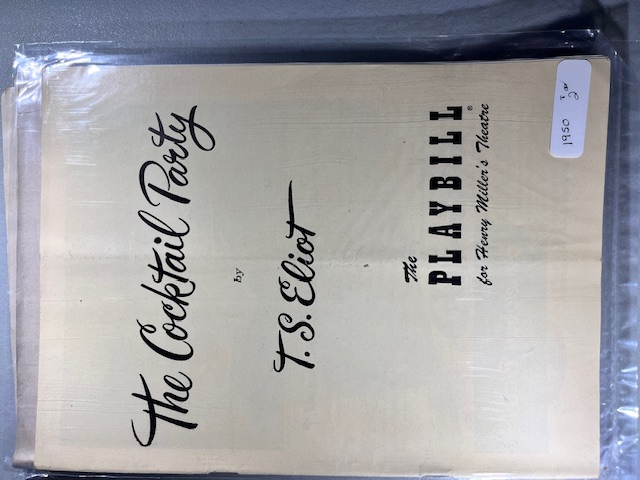 The Cocktail Party
by
T.S. Eliot
The
PLAYBILL®
for Henry Miller's Theatre
1950